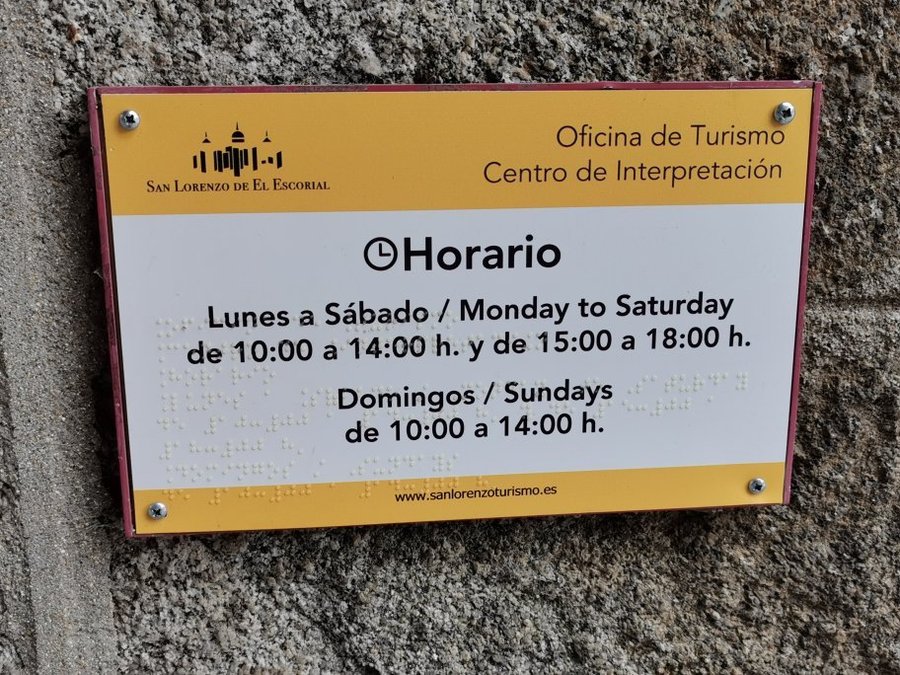 San Lorenzo de El Escorial
Oficina de Turismo
Centro de Interpretación
Horario
Lunes a Sábado / Monday to Saturday
de 10:00 a 14:00 h. y de 15:00 a 18:00 h.
Domingos / Sundays
de 10:00 a 14:00 h.
www.sanlorenzoturismo.es